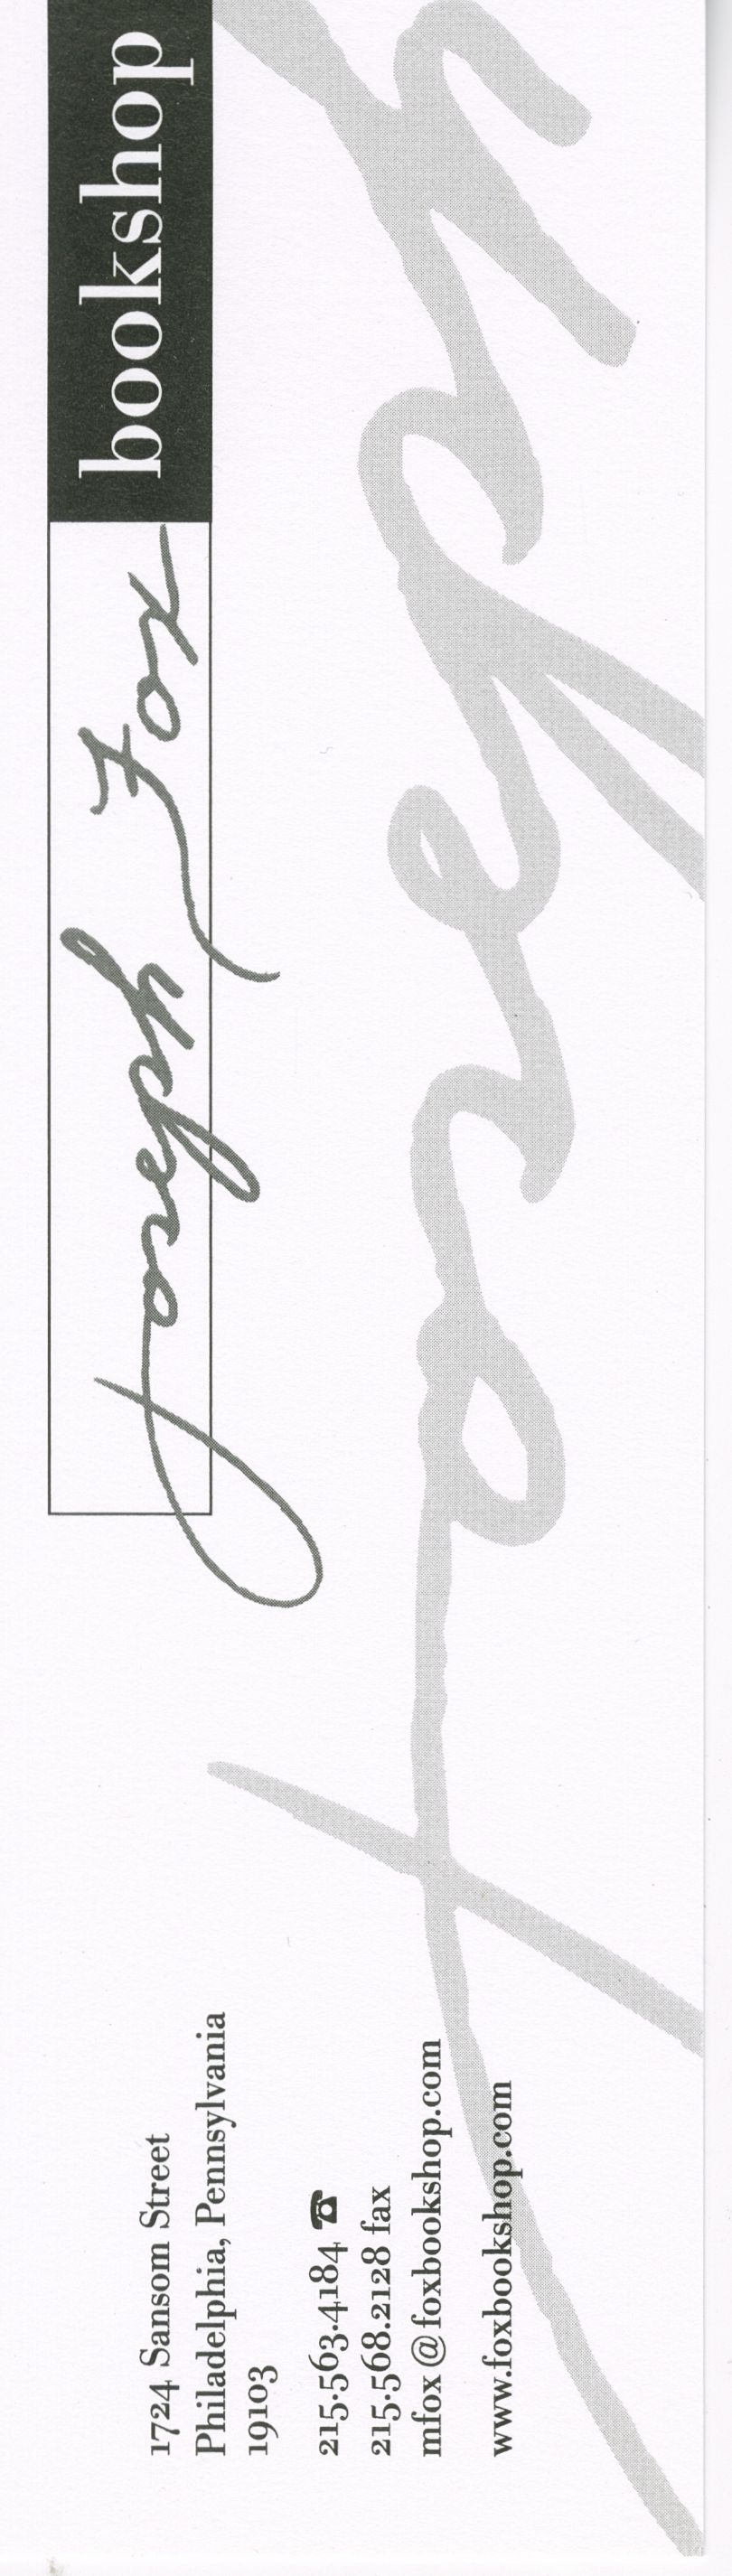 Joseph Fox bookshop
Joseph
1724 Sansom Street
Philadelphia, Pennsylvania
19103
215.563.4184 ☎
215.568.2128 fax
mfox@foxbookshop.com
www.foxbookshop.com